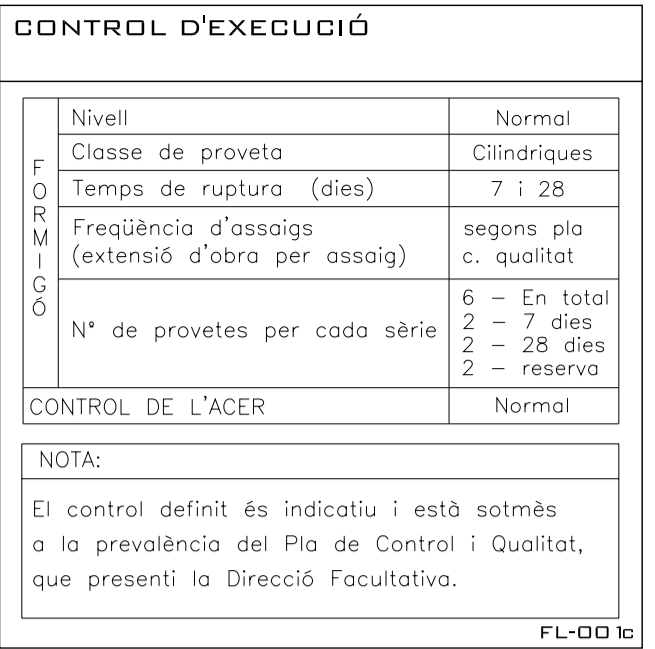 CONTROL D'EXECUCIÓ
FORMIGÓ
Nivell Normal
Classe de proveta Cilindriques
Temps de ruptura (dies) 7 i 28
Freqüència d'assaigs segons pla
(extensió d'obra per assaig) c. qualitat
Nº de provetes per cada sèrie
6 – En total
2 – 7 dies
2 – 28 dies
2 – reserva
CONTROL DE L'ACER Normal
NOTA:
El control definit és indicatiu i està sotmès
a la prevalència del Pla de Control i Qualitat,
que presenti la Direcció Facultativa.
FL-001c